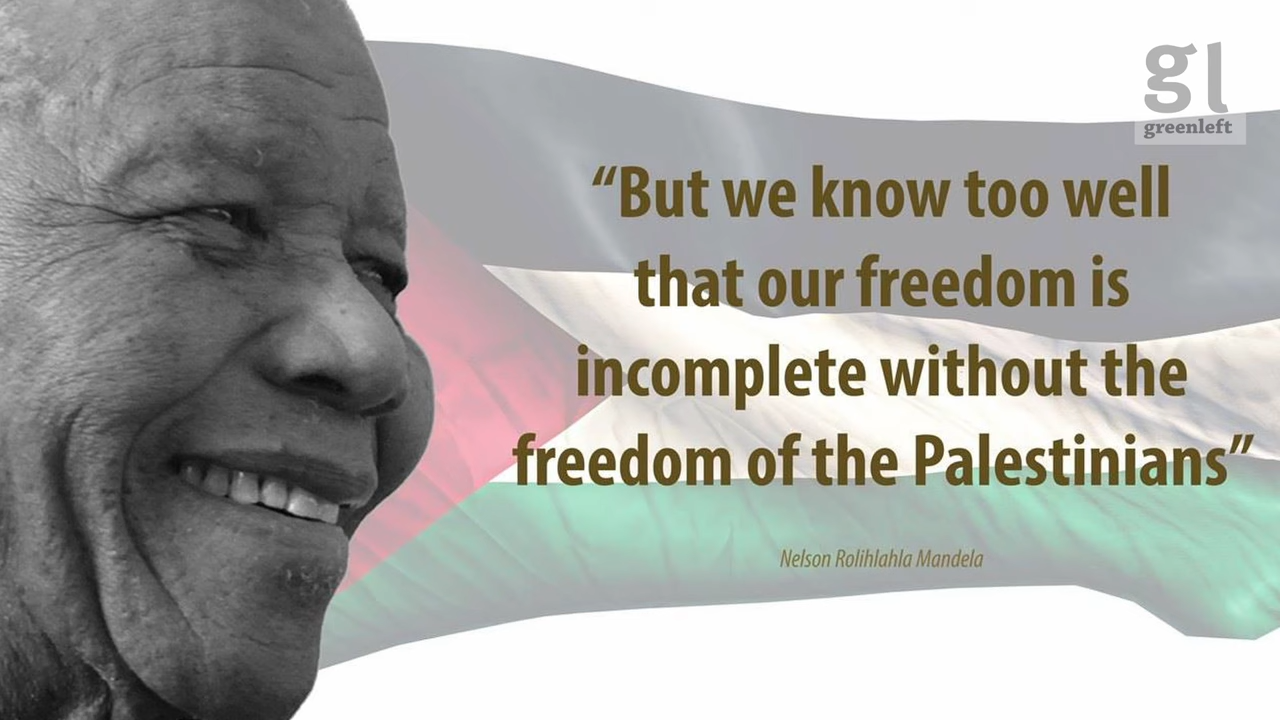 gl
greenleft
“But we know too well
that our freedom is
incomplete without the
freedom of the Palestinians”
Nelson Rolihlahla Mandela